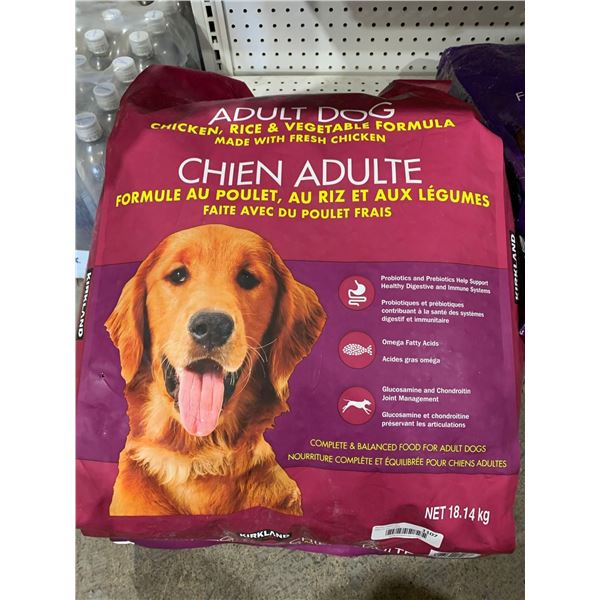 ADULT DOG
CHICKEN, RICE & VEGETABLE FORMULA
MADE WITH FRESH CHICKEN
CHIEN ADULTE
FORMULE AU POULET, AU RIZ ET AUX LÉGUMES
FAITE AVEC DU POULET FRAIS
KIRKLAND
KIRKLAND
Probiotics and Prebiotics Help Support
Healthy Digestive and Immune Systems
Probiotiques et prébiotiques
contribuant à la santé des systèmes
digestif et immunitaire
Omega Fatty Acids
Acides gras oméga
Glucosamine and Chondroitin
Joint Management
Glucosamine et chondroitine
préservant les articulations
COMPLETE & BALANCED FOOD FOR ADULT DOGS
NOURRITURE COMPLÈTE ET ÉQUILIBRÉE POUR CHIENS ADULTES
NET 18.14 kg
KIRKLAND